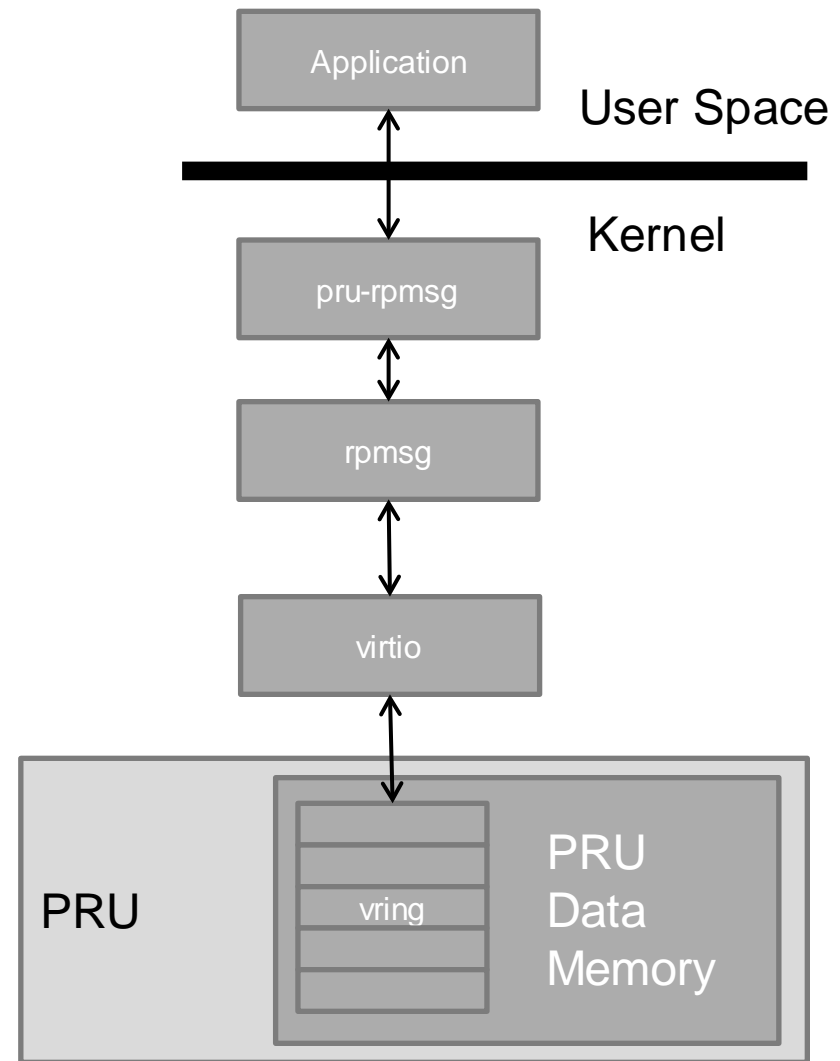 Application
User Space
Kernel
pru-rpmsg
rpmsg
virtio
PRU
vring
PRU
Data
Memory